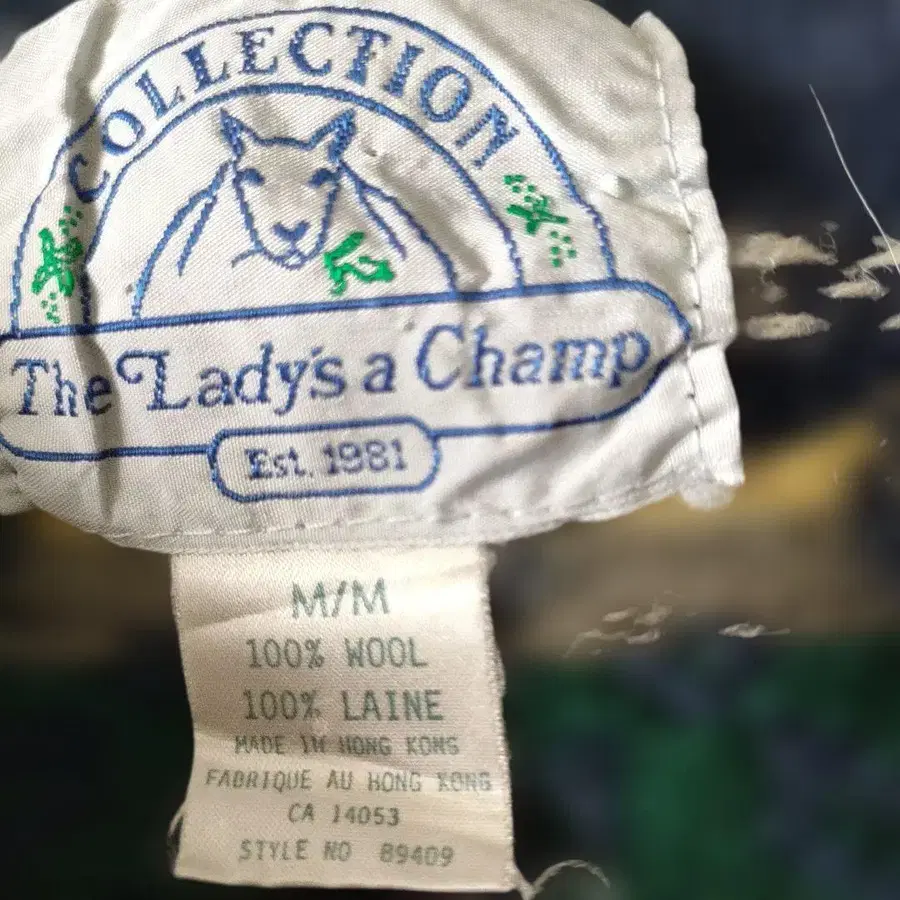 COLLECTION
The Lady's a Champ
Est. 1981
M/M
100% WOOL
100% LAINE
MADE IN HONG KONG
FABRIQUE AU HONG KONG
CA 14053
STYLE NO 89409